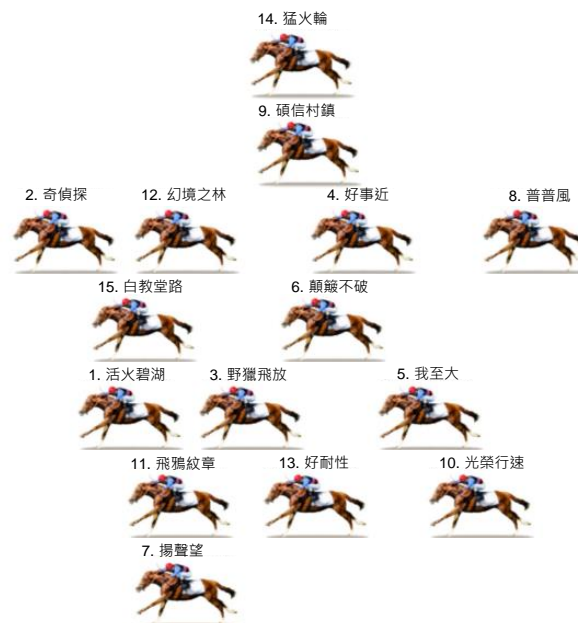 14. 猛火輪
9. 碩信村鎮
2. 奇偵探 12. 幻境之林 4. 好事近 8. 普普風
15. 白教堂路 6. 顛簸不破
1. 活火碧湖 3. 野獵飛放 5. 我至大
11. 飛鴉紋章 13. 好耐性 10. 光榮行速
7. 揚聲望